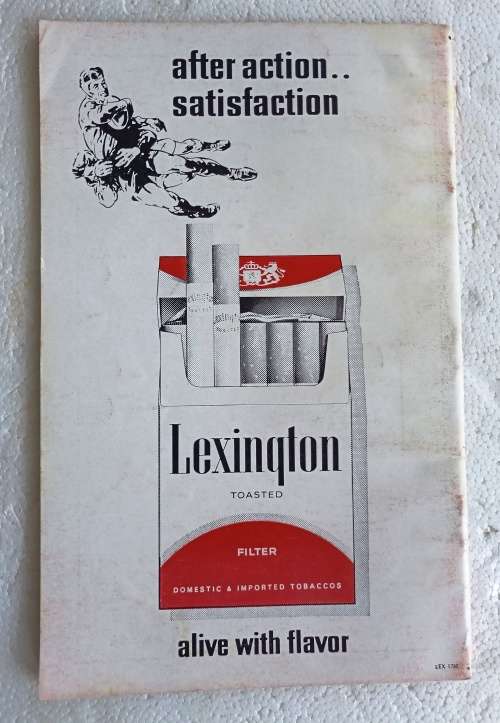 after action..
satisfaction
Lexington
TOASTED
FILTER
DOMESTIC & IMPORTED TOBACCOS
alive with flavor